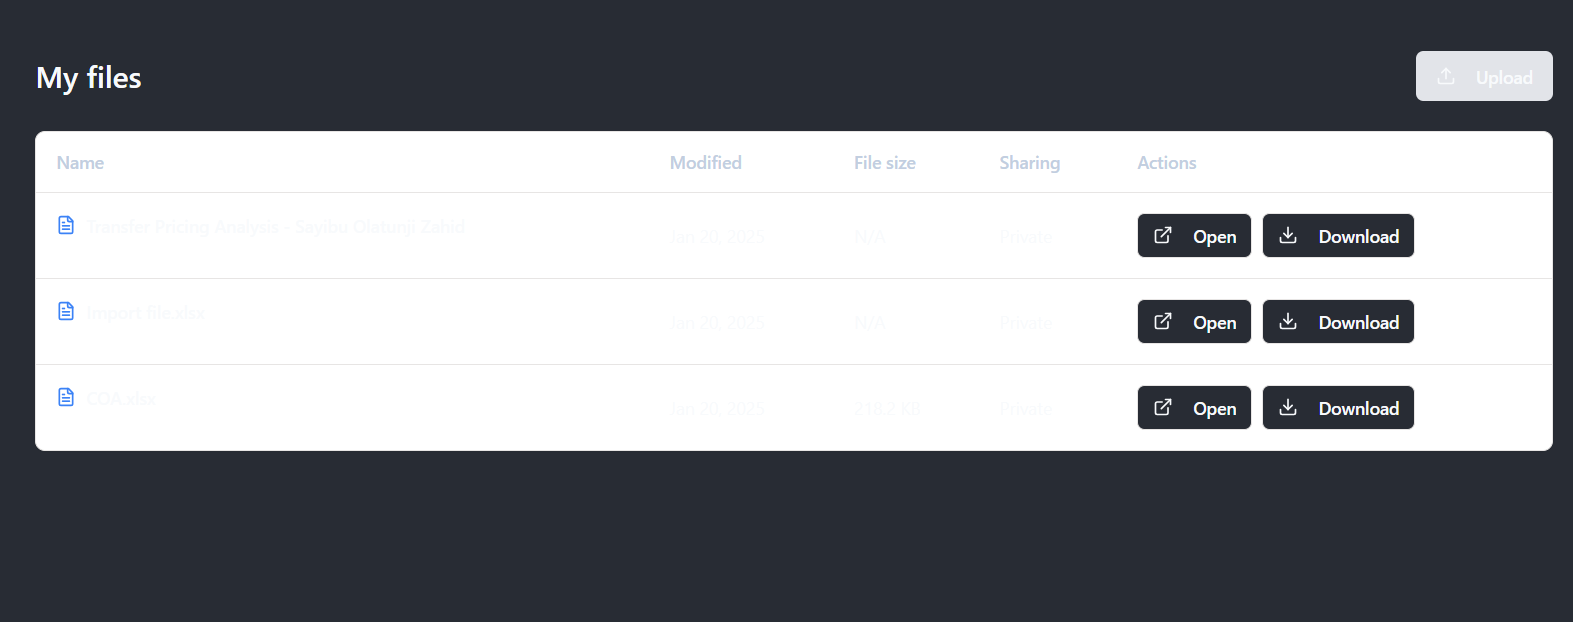 My files
Upload
Name Modified File size Sharing Actions
Transfer Pricing Analysis - Sayibu Olatunji Zahid Jan 20, 2025 N/A Private Open Download
Import file.xlsx Jan 20, 2025 N/A Private Open Download
COA.xlsx Jan 20, 2025 218.2 KB Private Open Download